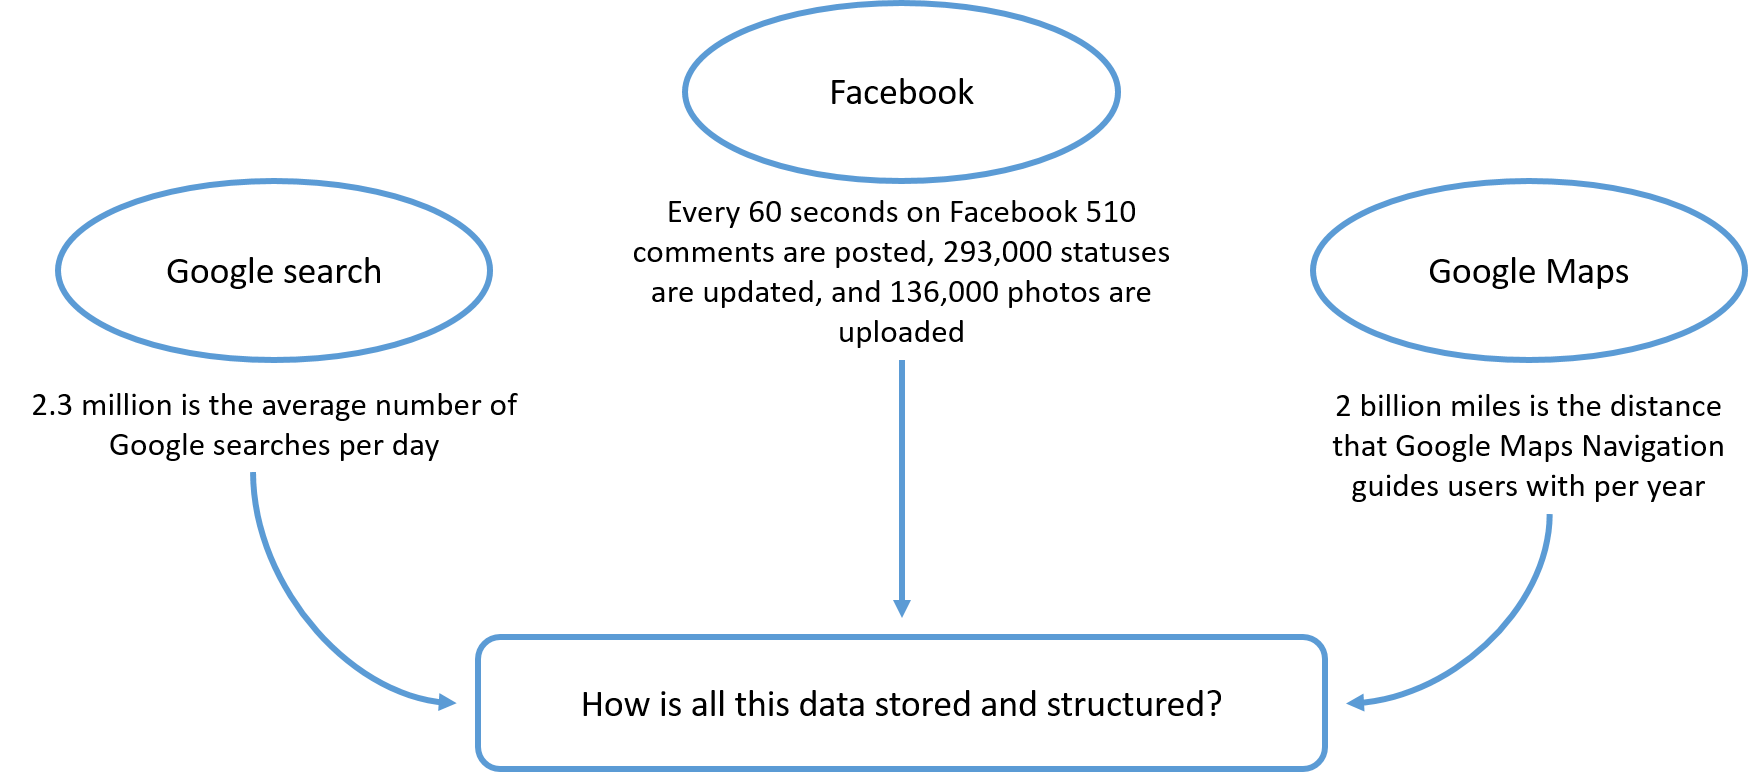 Facebook
Every 60 seconds on Facebook 510
comments are posted, 293,000 statuses
are updated, and 136,000 photos are
uploaded
Google search
2.3 million is the average number of
Google searches per day
Google Maps
2 billion miles is the distance
that Google Maps Navigation
guides users with per year
How is all this data stored and structured?